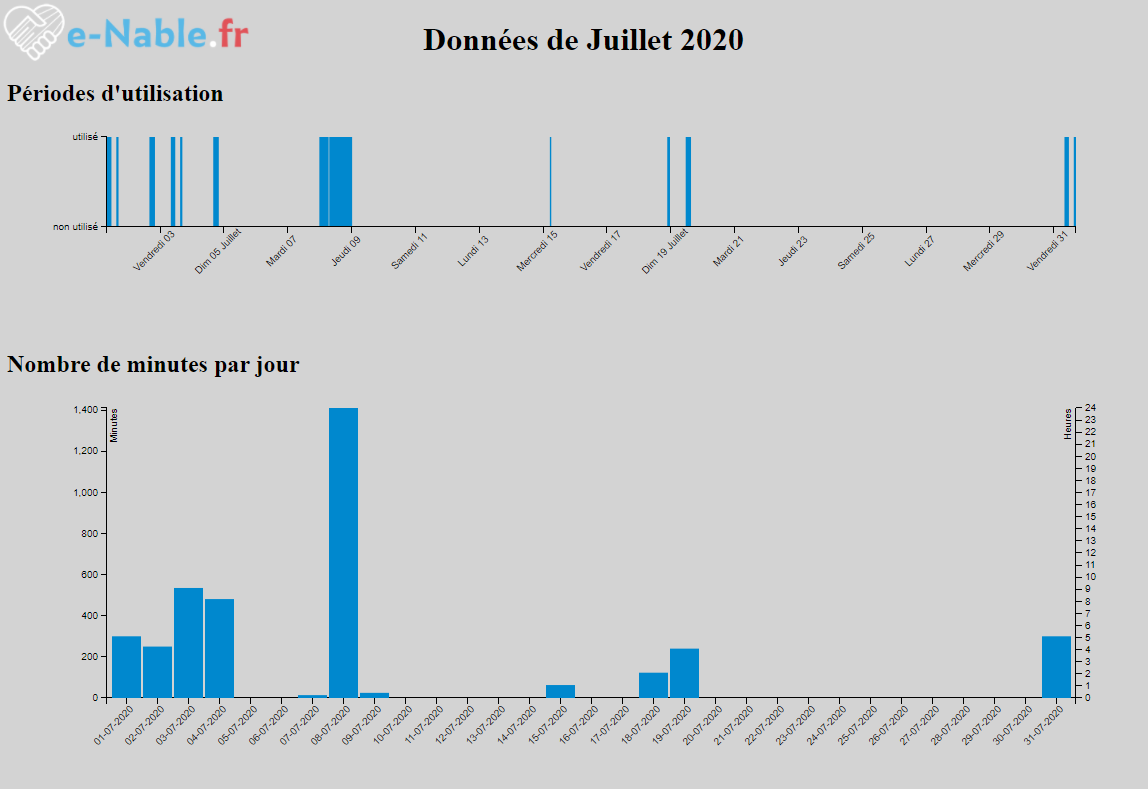 e-Nable.fr
Données de Juillet 2020
Périodes d'utilisation
utilisé
non utilisé
Vendredi 03
Dim 05 Juillet
Mardi 07
Jeudi 09
Samedi 11
Lundi 13
Mercredi 15
Vendredi 17
Dim 19 Juillet
Mardi 21
Jeudi 23
Samedi 25
Lundi 27
Mercredi 29
Vendredi 31
Nombre de minutes par jour
Minutes
1,400
1,200
1,000
800
600
400
200
0
Heures
24
23
22
21
20
19
18
17
16
15
14
13
12
11
10
9
8
7
6
5
4
3
2
1
0
01-07-2020
02-07-2020
03-07-2020
04-07-2020
05-07-2020
06-07-2020
07-07-2020
08-07-2020
09-07-2020
10-07-2020
11-07-2020
12-07-2020
13-07-2020
14-07-2020
15-07-2020
16-07-2020
17-07-2020
18-07-2020
19-07-2020
20-07-2020
21-07-2020
22-07-2020
23-07-2020
24-07-2020
25-07-2020
26-07-2020
27-07-2020
28-07-2020
29-07-2020
30-07-2020
31-07-2020